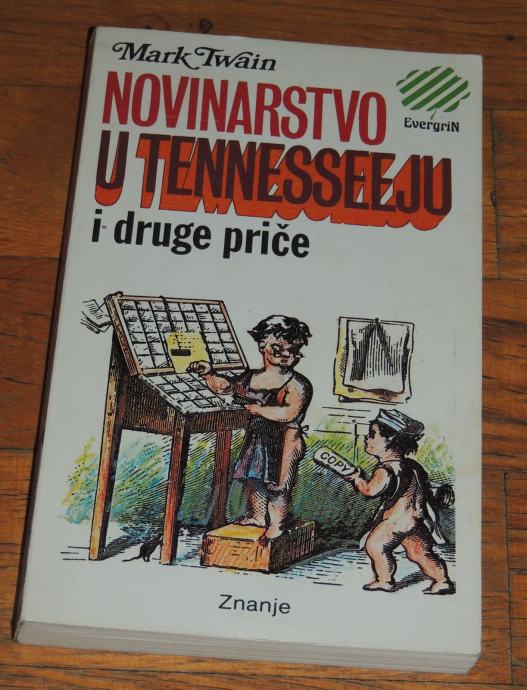 Mark Twain
NOVINARSTVO
EvergriN
U TENNESSEEJU
i druge priče
COPY
Znanje